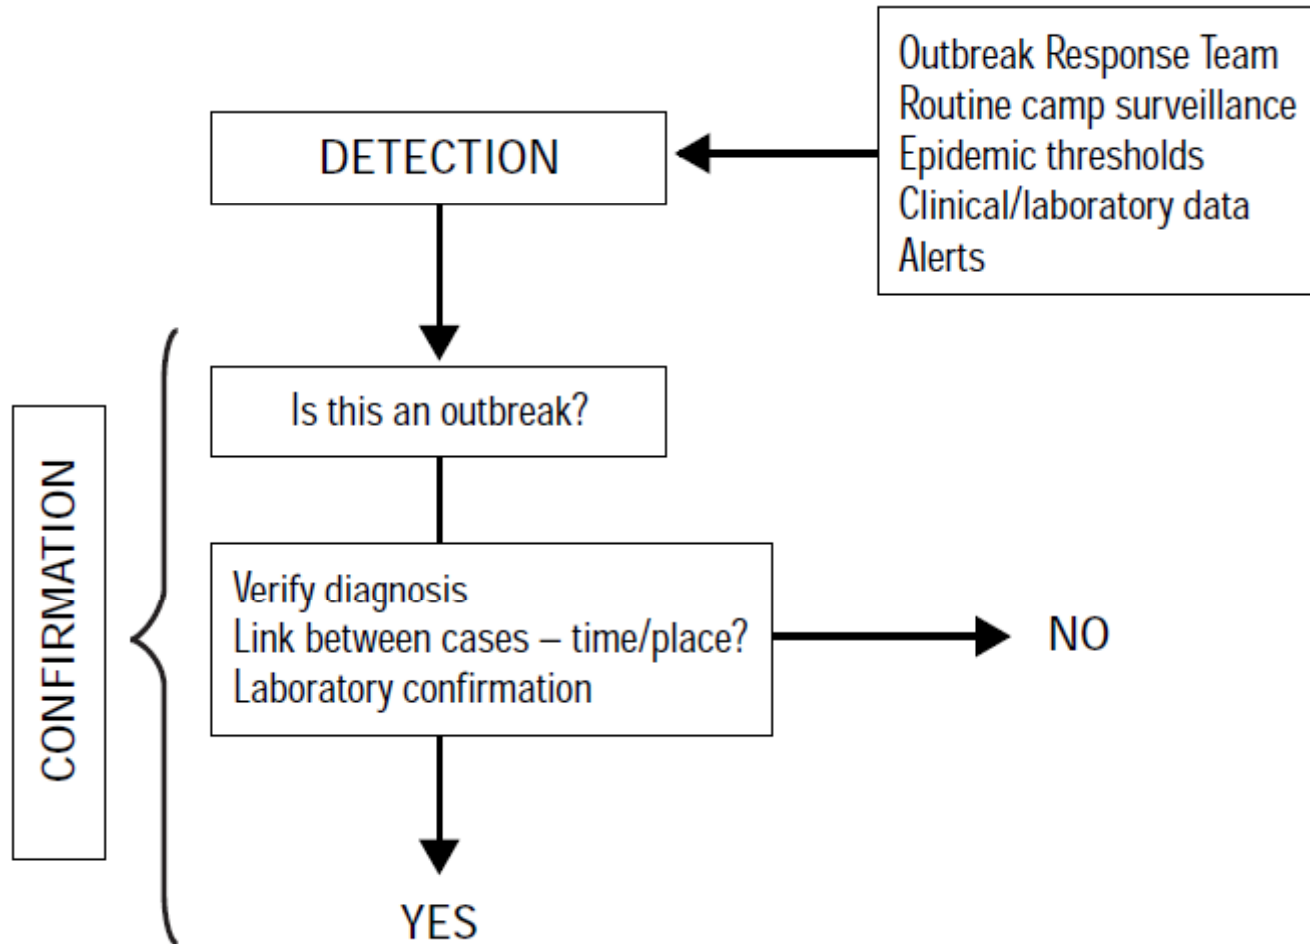 Outbreak Response Team
Routine camp surveillance
Epidemic thresholds
Clinical/laboratory data
Alerts
DETECTION
Is this an outbreak?
CONFIRMATION
Verify diagnosis
Link between cases – time/place?
Laboratory confirmation
NO
YES